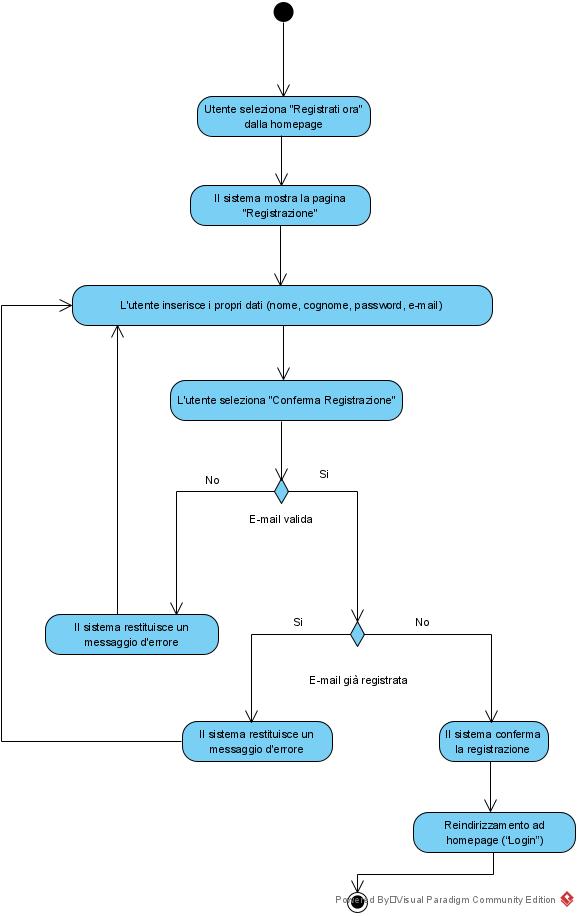 Utente seleziona "Registrati ora"
dalla homepage
Il sistema mostra la pagina
"Registrazione"
L'utente inserisce i propri dati (nome, cognome, password, e-mail)
L'utente seleziona "Conferma Registrazione"
No
Si
E-mail valida
Il sistema restituisce un
messaggio d'errore
Si
No
E-mail già registrata
Il sistema restituisce un
messaggio d'errore
Il sistema conferma
la registrazione
Reindirizzamento ad
homepage ("Login")
Powered By Visual Paradigm Community Edition